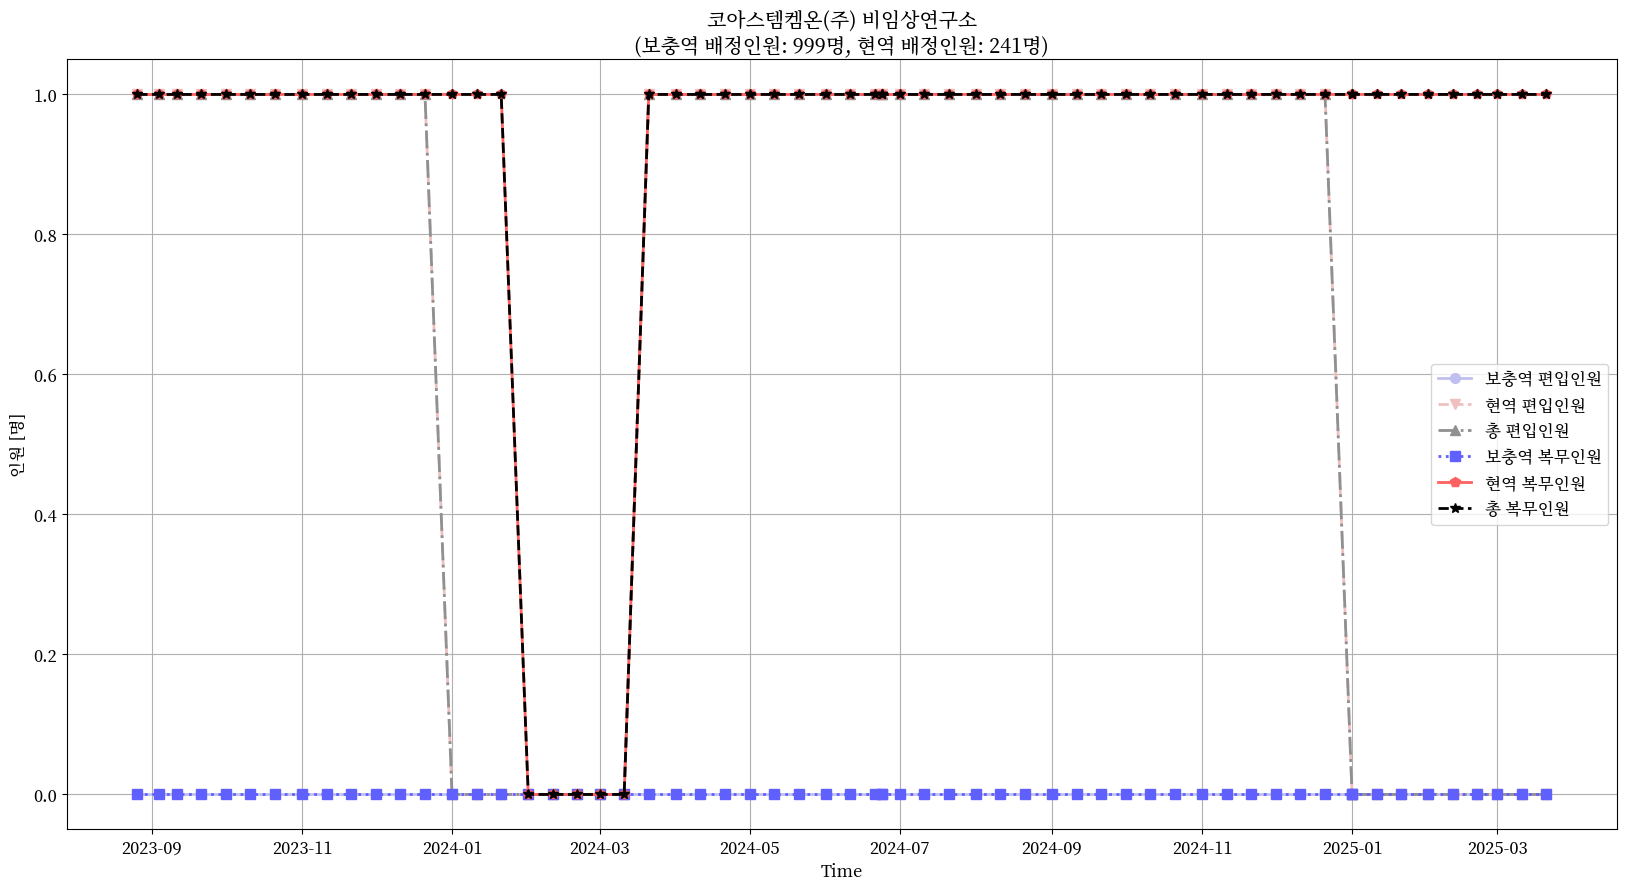 코아스템켐온(주) 비임상연구소
(보충역 배정인원: 999명, 현역 배정인원: 241명)
1.0
0.8
0.6
0.4
0.2
0.0
인원 [명]
보충역 편입인원
현역 편입인원
총 편입인원
보충역 복무인원
현역 복무인원
총 복무인원
2023-09 2023-11 2024-01 2024-03 2024-05 2024-07 2024-09 2024-11 2025-01 2025-03
Time